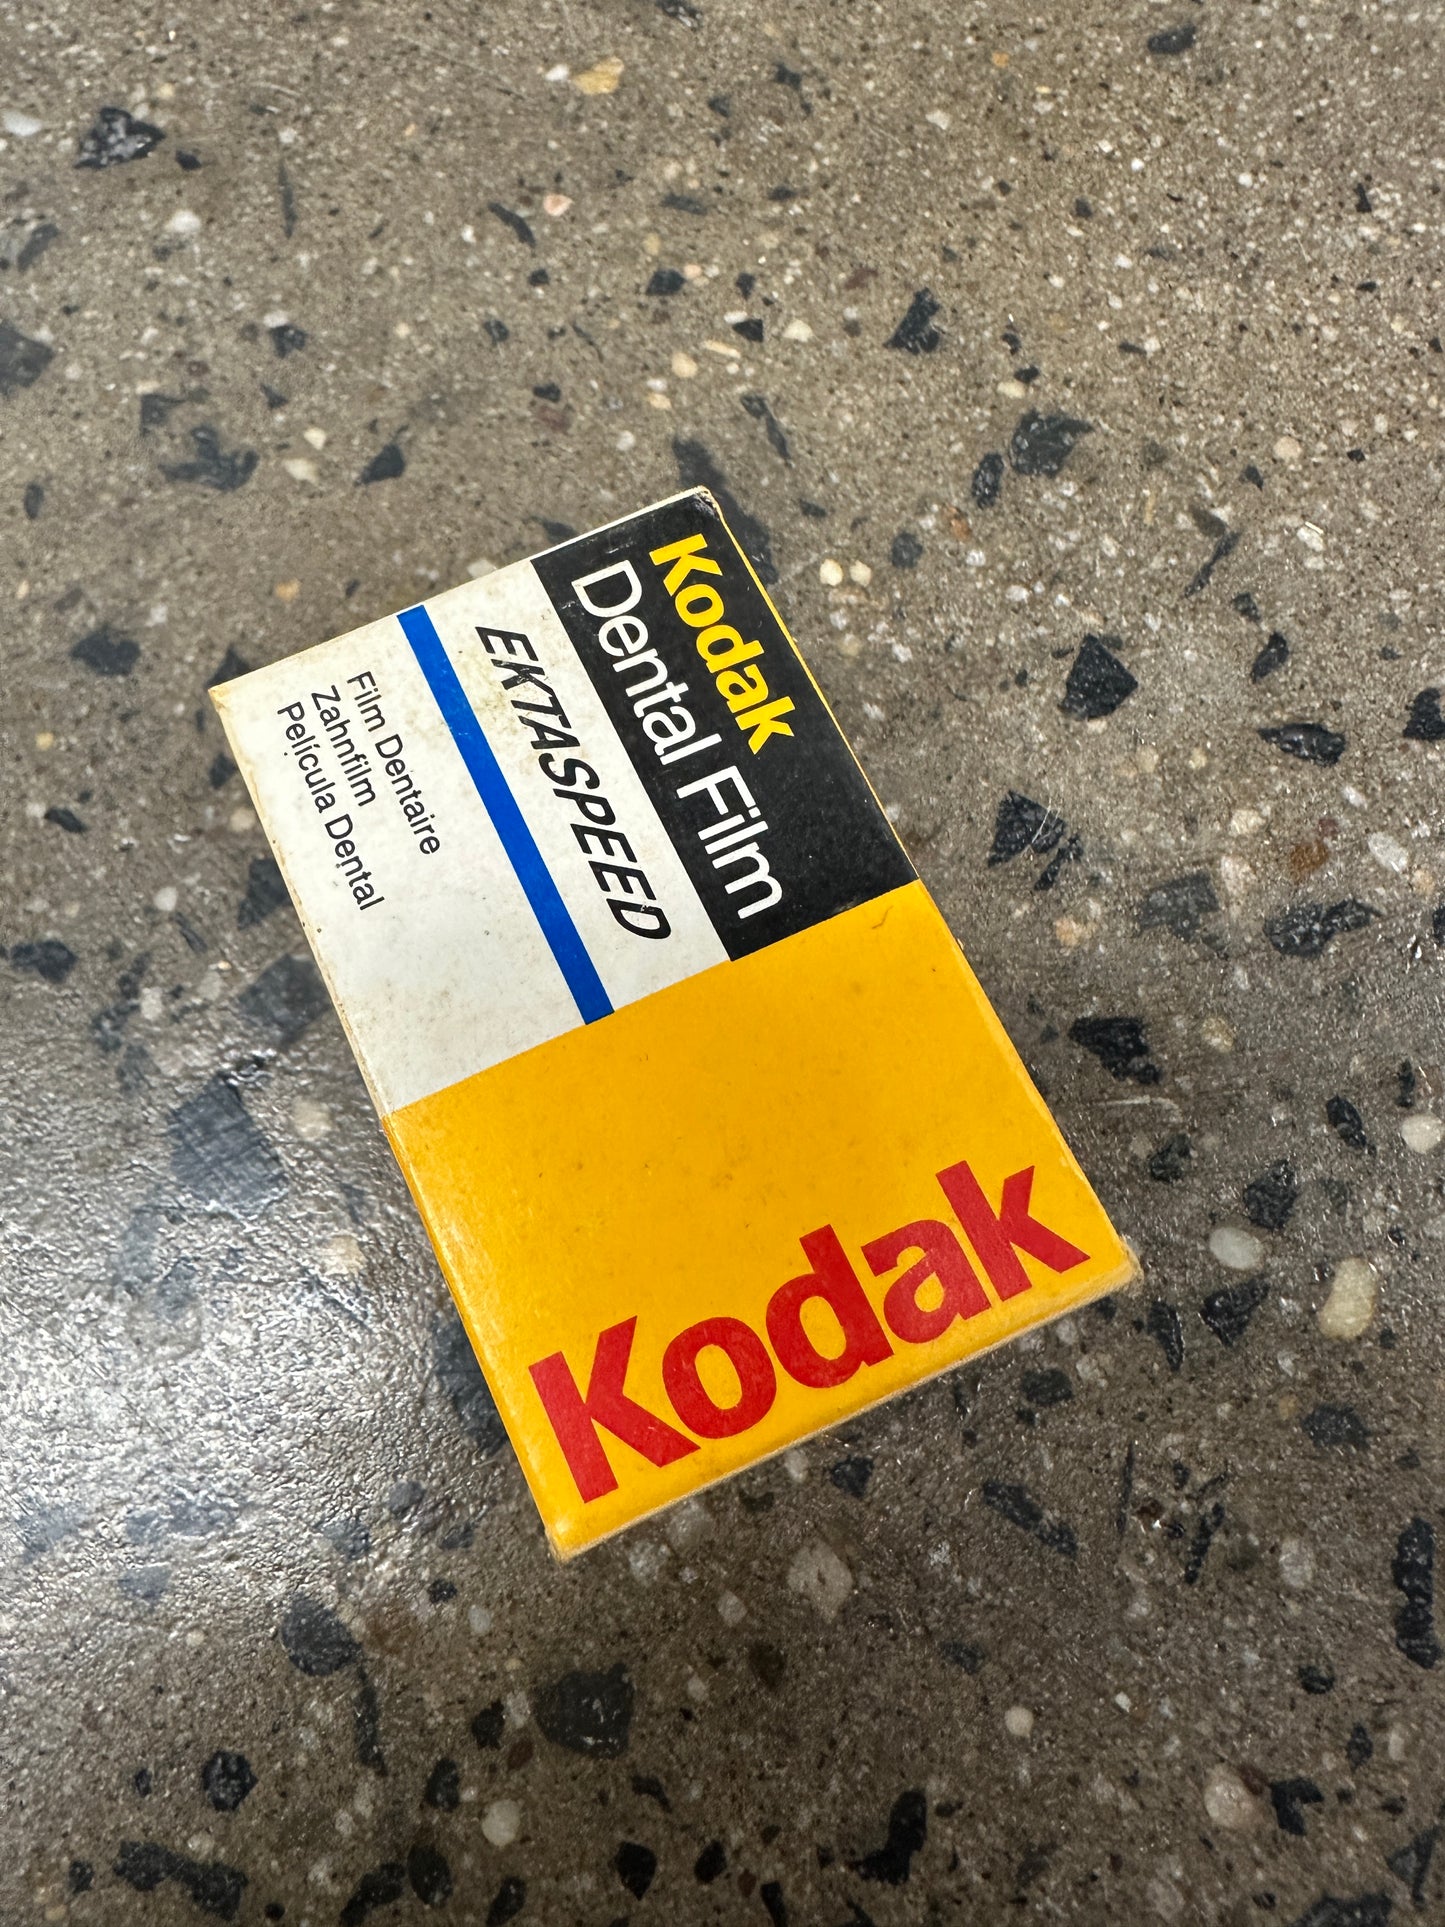 Kodak
Dental Film
EKTASPEED
Film Dentaire
Zahnfilm
Película Dental
Kodak